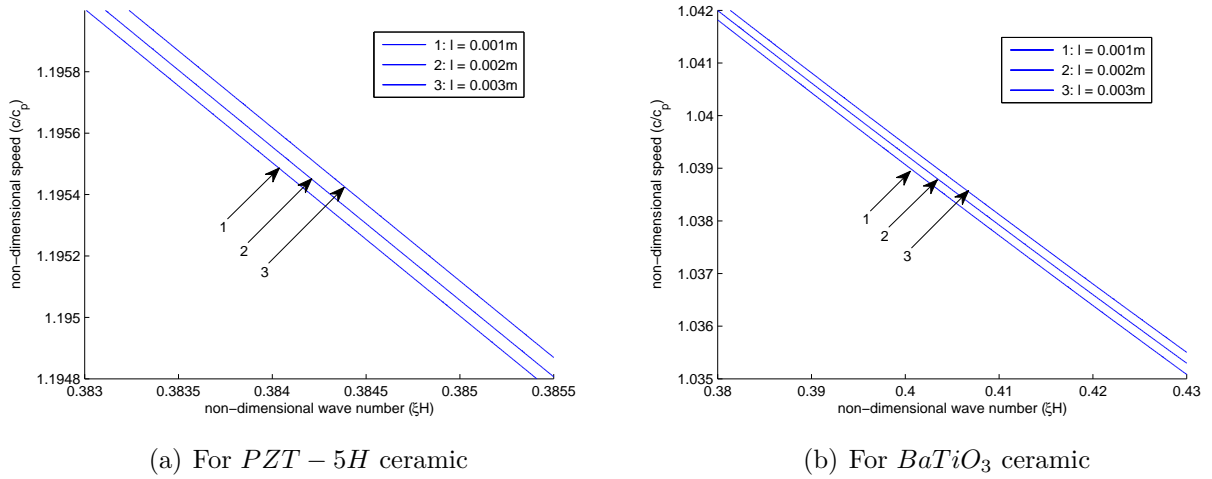 1.1958
1.1956
1.1954
1.1952
1.195
1.1948
non−dimensional speed (c/cp)
1: l = 0.001m
2: l = 0.002m
3: l = 0.003m
1
2
3
0.383
0.3835
0.384
0.3845
0.385
0.3855
non−dimensional wave number (ξH)
(a) For PZT − 5H ceramic
1.042
1.041
1.04
1.039
1.038
1.037
1.036
1.035
non−dimensional speed (c/cp)
1: l = 0.001m
2: l = 0.002m
3: l = 0.003m
1
2
3
0.38
0.39
0.4
0.41
0.42
0.43
non−dimensional wave number (ξH)
(b) For BaTiO3 ceramic